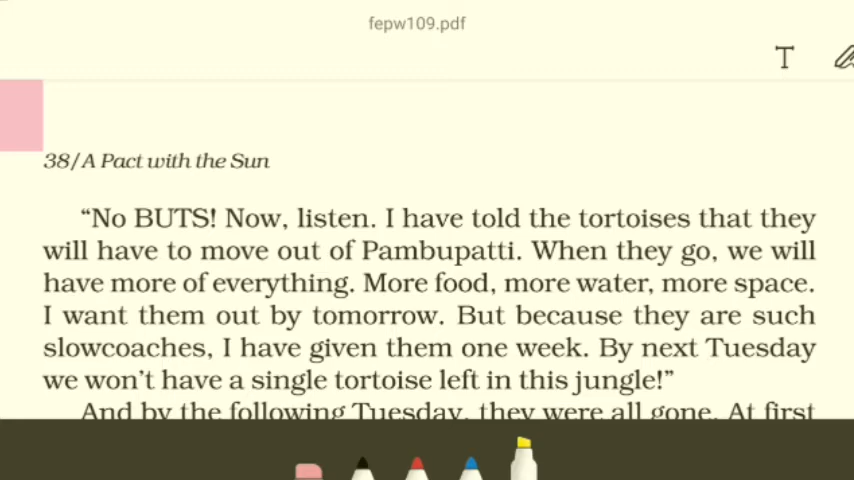 fepw109.pdf
T
38/A Pact with the Sun
“No BUTS! Now, listen. I have told the tortoises that they
will have to move out of Pambupatti. When they go, we will
have more of everything. More food, more water, more space.
I want them out by tomorrow. But because they are such
slowcoaches, I have given them one week. By next Tuesday
we won’t have a single tortoise left in this jungle!”
And by the following Tuesday, they were all gone. At first